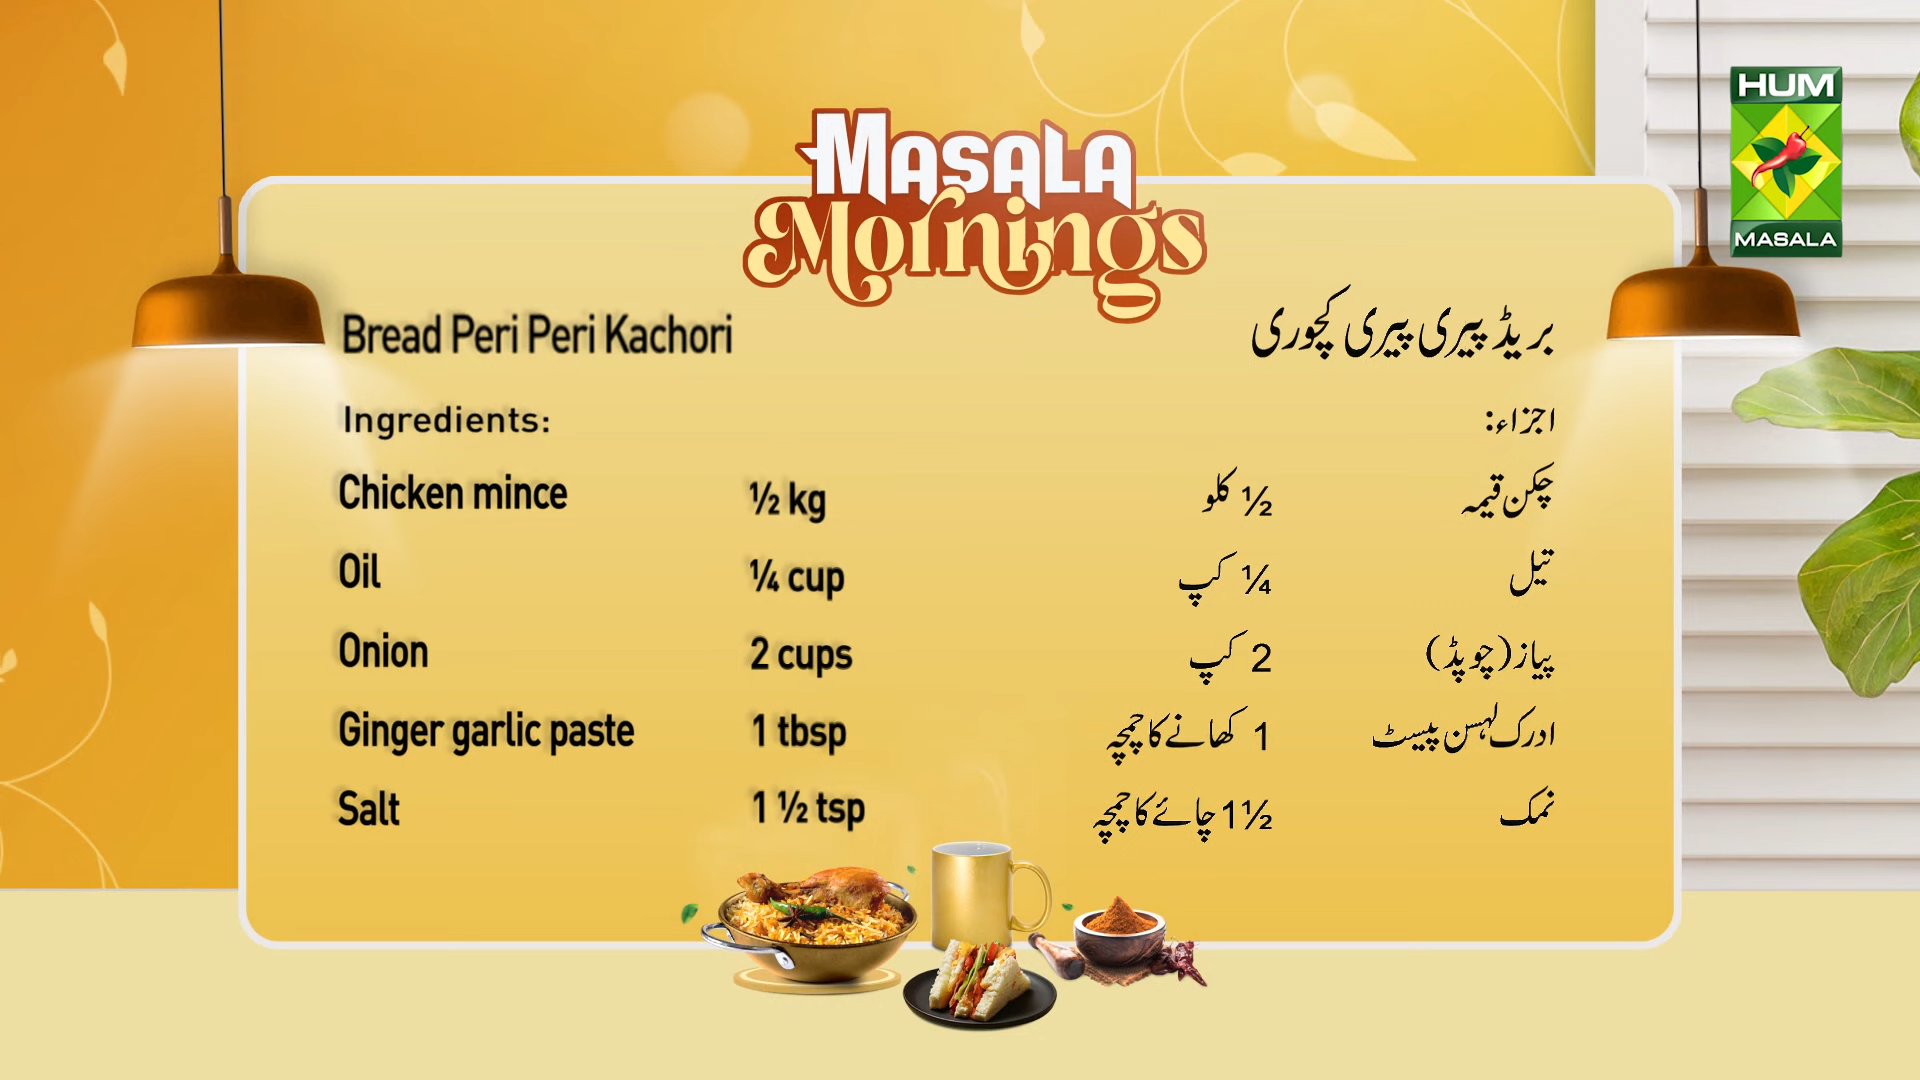 HUM
MASALA
MASALA
Mornings
Bread Peri Peri Kachori بریڈ پیری پیری کچوری
Ingredients: اجزاء:
Chicken mince ½ kg چکن قیمہ ½ کلو
Oil ¼ cup تیل ¼ کپ
Onion 2 cups پیاز (چوپڈ) 2 کپ
Ginger garlic paste 1 tbsp ادرک لہسن پیسٹ 1 کھانے کا چمچہ
Salt 1 ½ tsp نمک 1½ چائے کا چمچہ